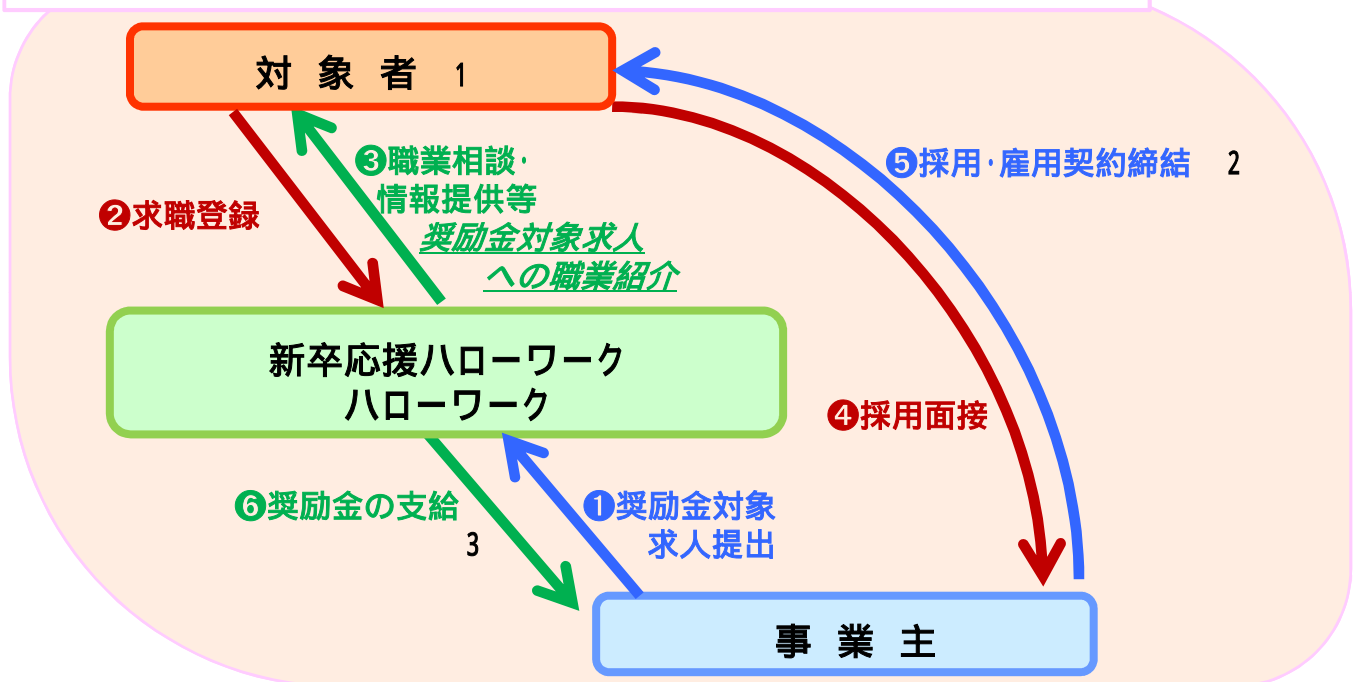 対 象 者 1
❸職業相談・
情報提供等
奨励金対象求人
への職業紹介
❺採用・雇用契約締結 2
❷求職登録
新卒応援ハローワーク
ハローワーク
❹採用面接
❻奨励金の支給
3
❶奨励金対象
求人提出
事 業 主